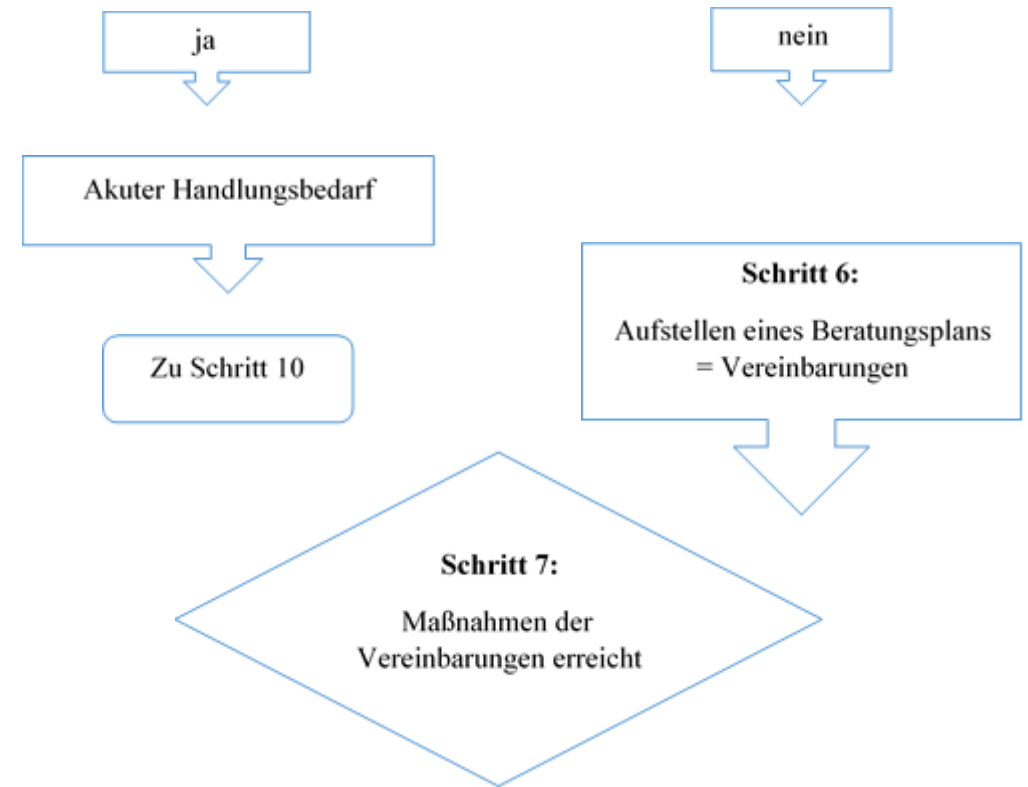 ja
nein
Akuter Handlungsbedarf
Zu Schritt 10
Schritt 6:
Aufstellen eines Beratungsplans
= Vereinbarungen
Schritt 7:
Maßnahmen der
Vereinbarungen erreicht